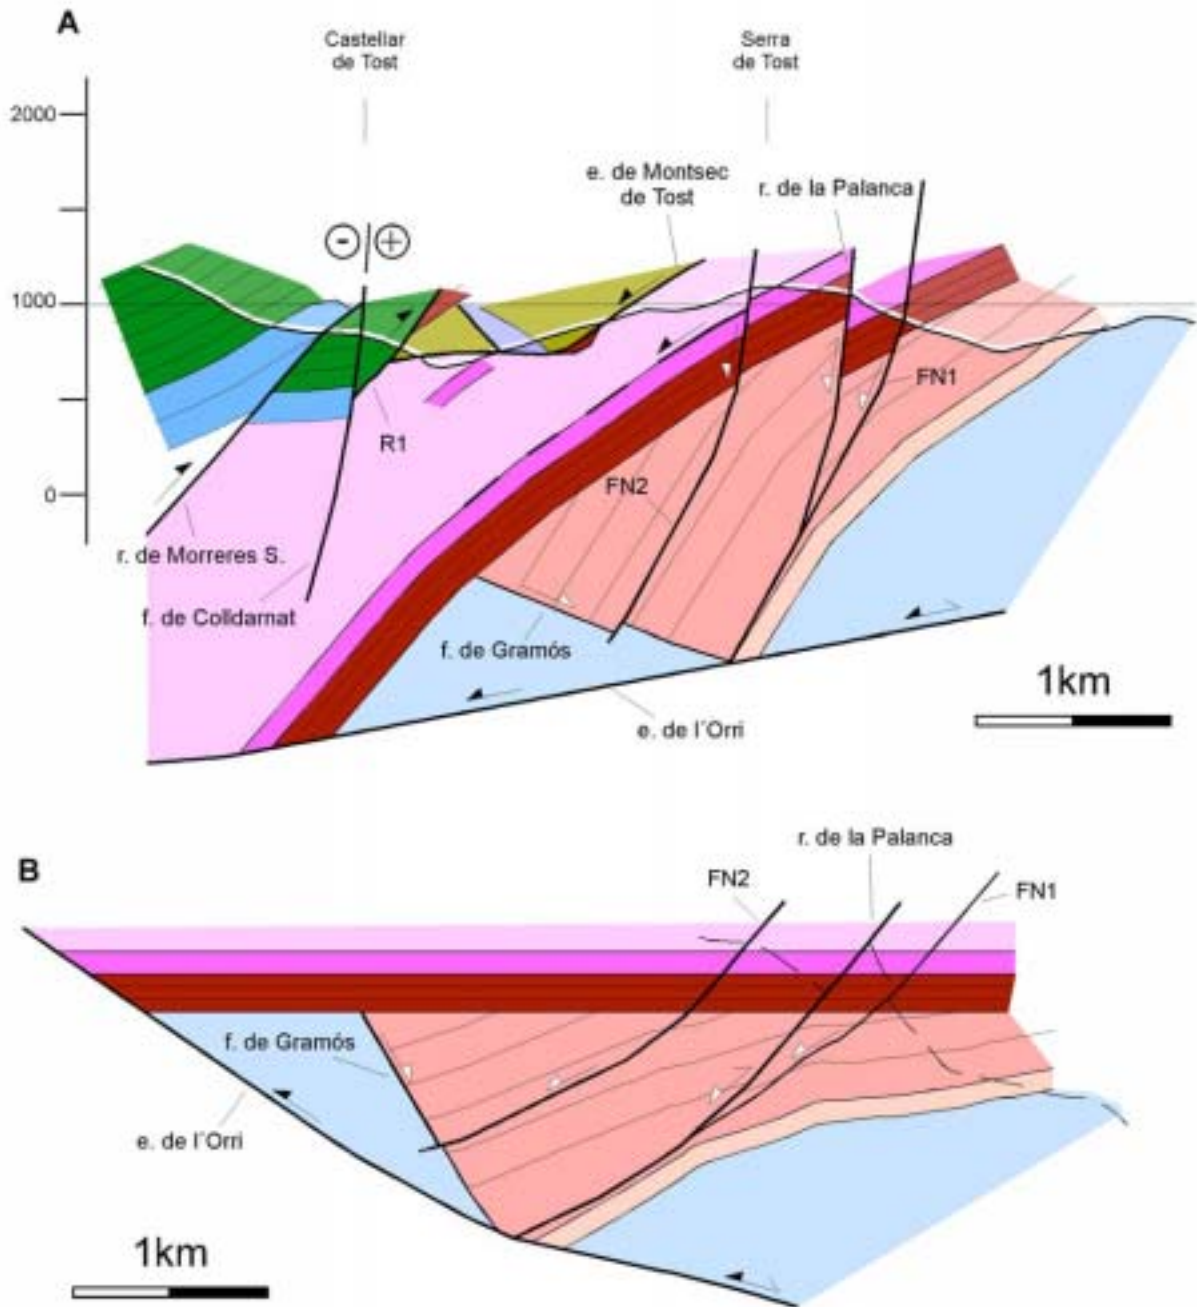 A
Castellar
de Tost
Serra
de Tost
2000
e. de Montsec
de Tost
r. de la Palanca
- +
1000
FN1
R1
FN2
0
r. de Morreres S.
f. de Colldarnat
f. de Gramós
1km
e. de l´Orri
B
r. de la Palanca
FN2
FN1
f. de Gramós
e. de l´Orri
1km